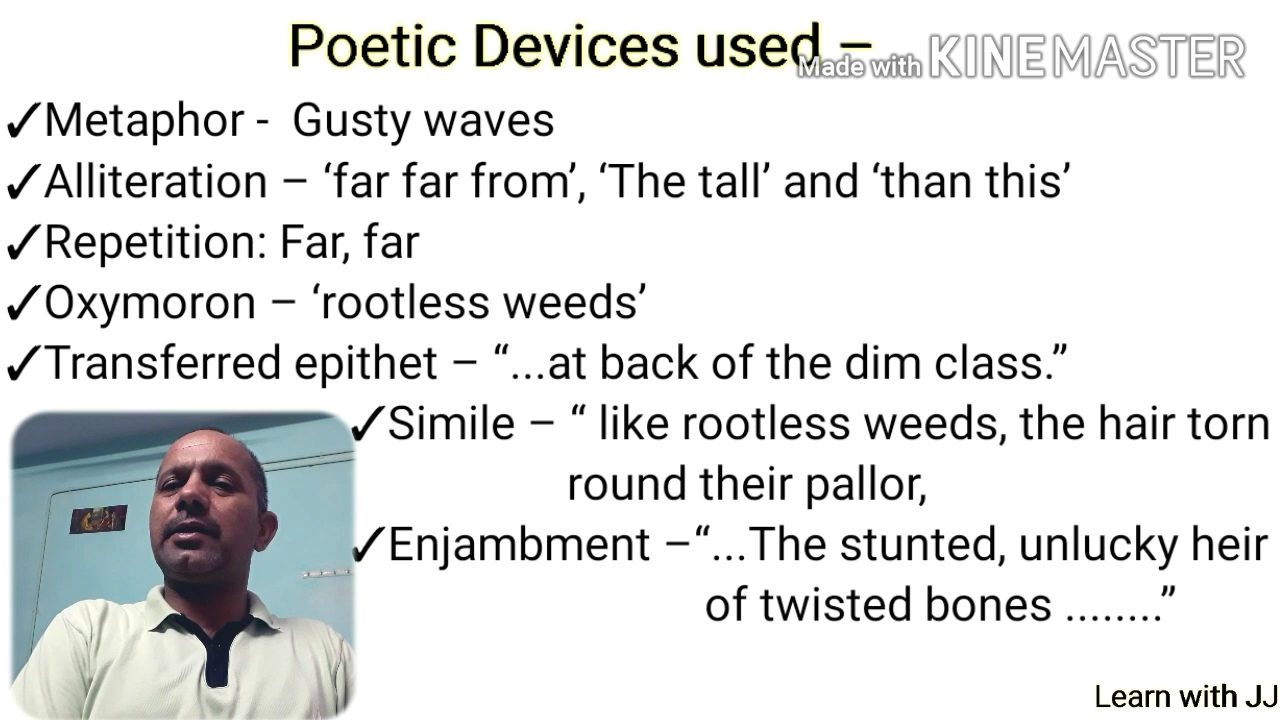 Poetic Devices used –
Made with KINEMASTER
✓Metaphor - Gusty waves
✓Alliteration – ‘far far from’, ‘The tall’ and ‘than this’
✓Repetition: Far, far
✓Oxymoron – ‘rootless weeds’
✓Transferred epithet – “...at back of the dim class.”
✓Simile – “ like rootless weeds, the hair torn
round their pallor,
✓Enjambment –“...The stunted, unlucky heir
of twisted bones ........”
Learn with JJ